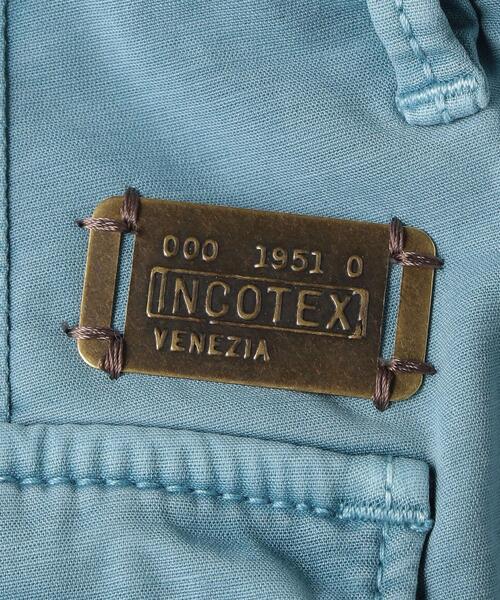 000 1951 0
INCOTEX
VENEZIA